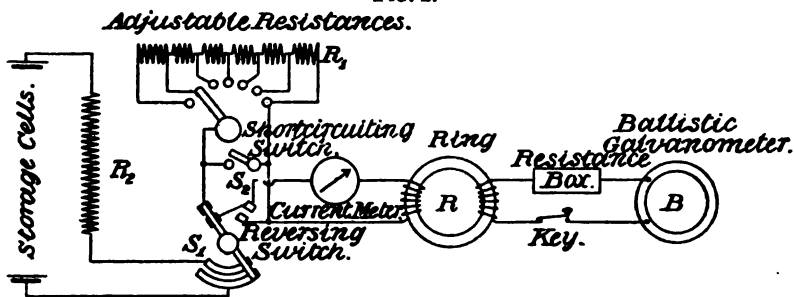 Adjustable Resistances.
R1
Storage Cells.
R2
Shortcircuiting
Switch.
S2
Current Meter.
Reversing
Switch.
S1
Ring
R
Resistance
Box.
Key.
Ballistic
Galvanometer.
B